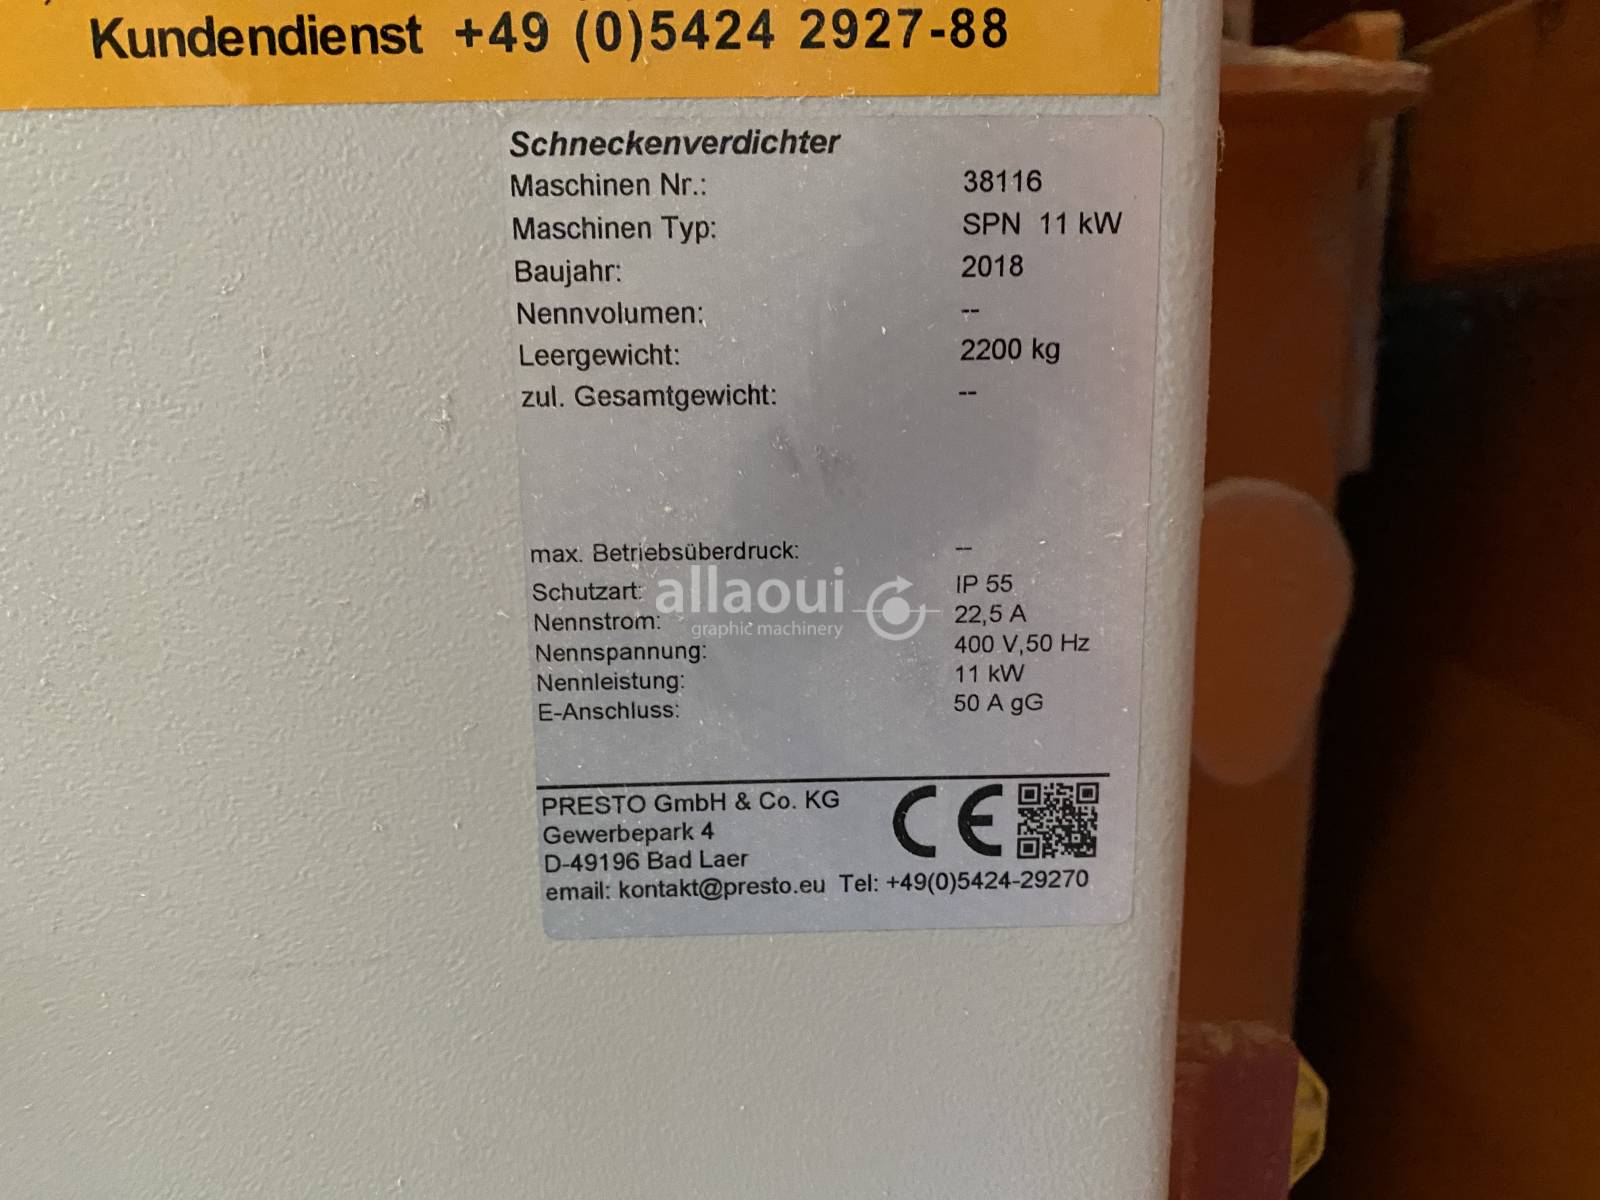 Kundendienst +49 (0)5424 2927-88
Schneckenverdichter
Maschinen Nr.: 38116
Maschinen Typ: SPN 11 kW
Baujahr: 2018
Nennvolumen: --
Leergewicht: 2200 kg
zul. Gesamtgewicht: --
max. Betriebsüberdruck: --
Schutzart: IP 55
Nennstrom: 22,5 A
Nennspannung: 400 V,50 Hz
Nennleistung: 11 kW
E-Anschluss: 50 A gG
allaoui
graphic machinery
PRESTO GmbH & Co. KG
Gewerbepark 4
D-49196 Bad Laer
email: kontakt@presto.eu Tel: +49(0)5424-29270
CE